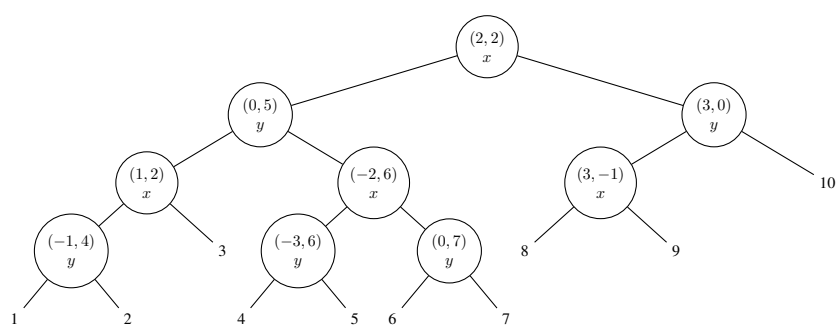 (2, 2)
x
(0, 5)
y
(3, 0)
y
(1, 2)
x
(−2, 6)
x
(3, −1)
x
10
(−1, 4)
y
3
(−3, 6)
y
(0, 7)
y
8
9
1
2
4
5
6
7